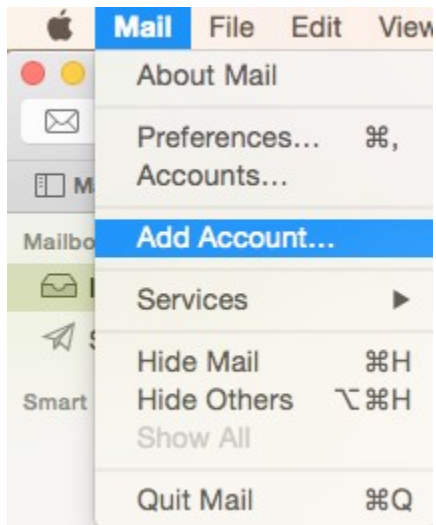 Mail File Edit View
About Mail
Preferences... ⌘,
Accounts...
Mailbo
Add Account...
Services ▶
Hide Mail ⌘H
Smart
Hide Others ⌥⌘H
Show All
Quit Mail ⌘Q